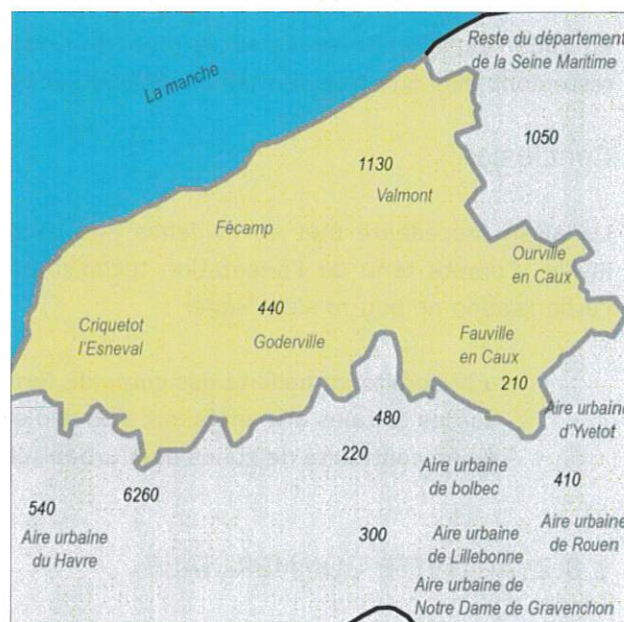 Reste du département
de la Seine Maritime
La manche
1050
1130
Valmont
Fécamp
Ourville
en Caux
440
Criquetot
l'Esneval
Goderville
Fauville
en Caux
210
480
Aire urbaine
d'Yvetot
220
Aire urbaine
de bolbec
410
6260
540
Aire urbaine
du Havre
300
Aire urbaine
de Lillebonne
Aire urbaine
de Rouen
Aire urbaine de
Notre Dame de Gravenchon